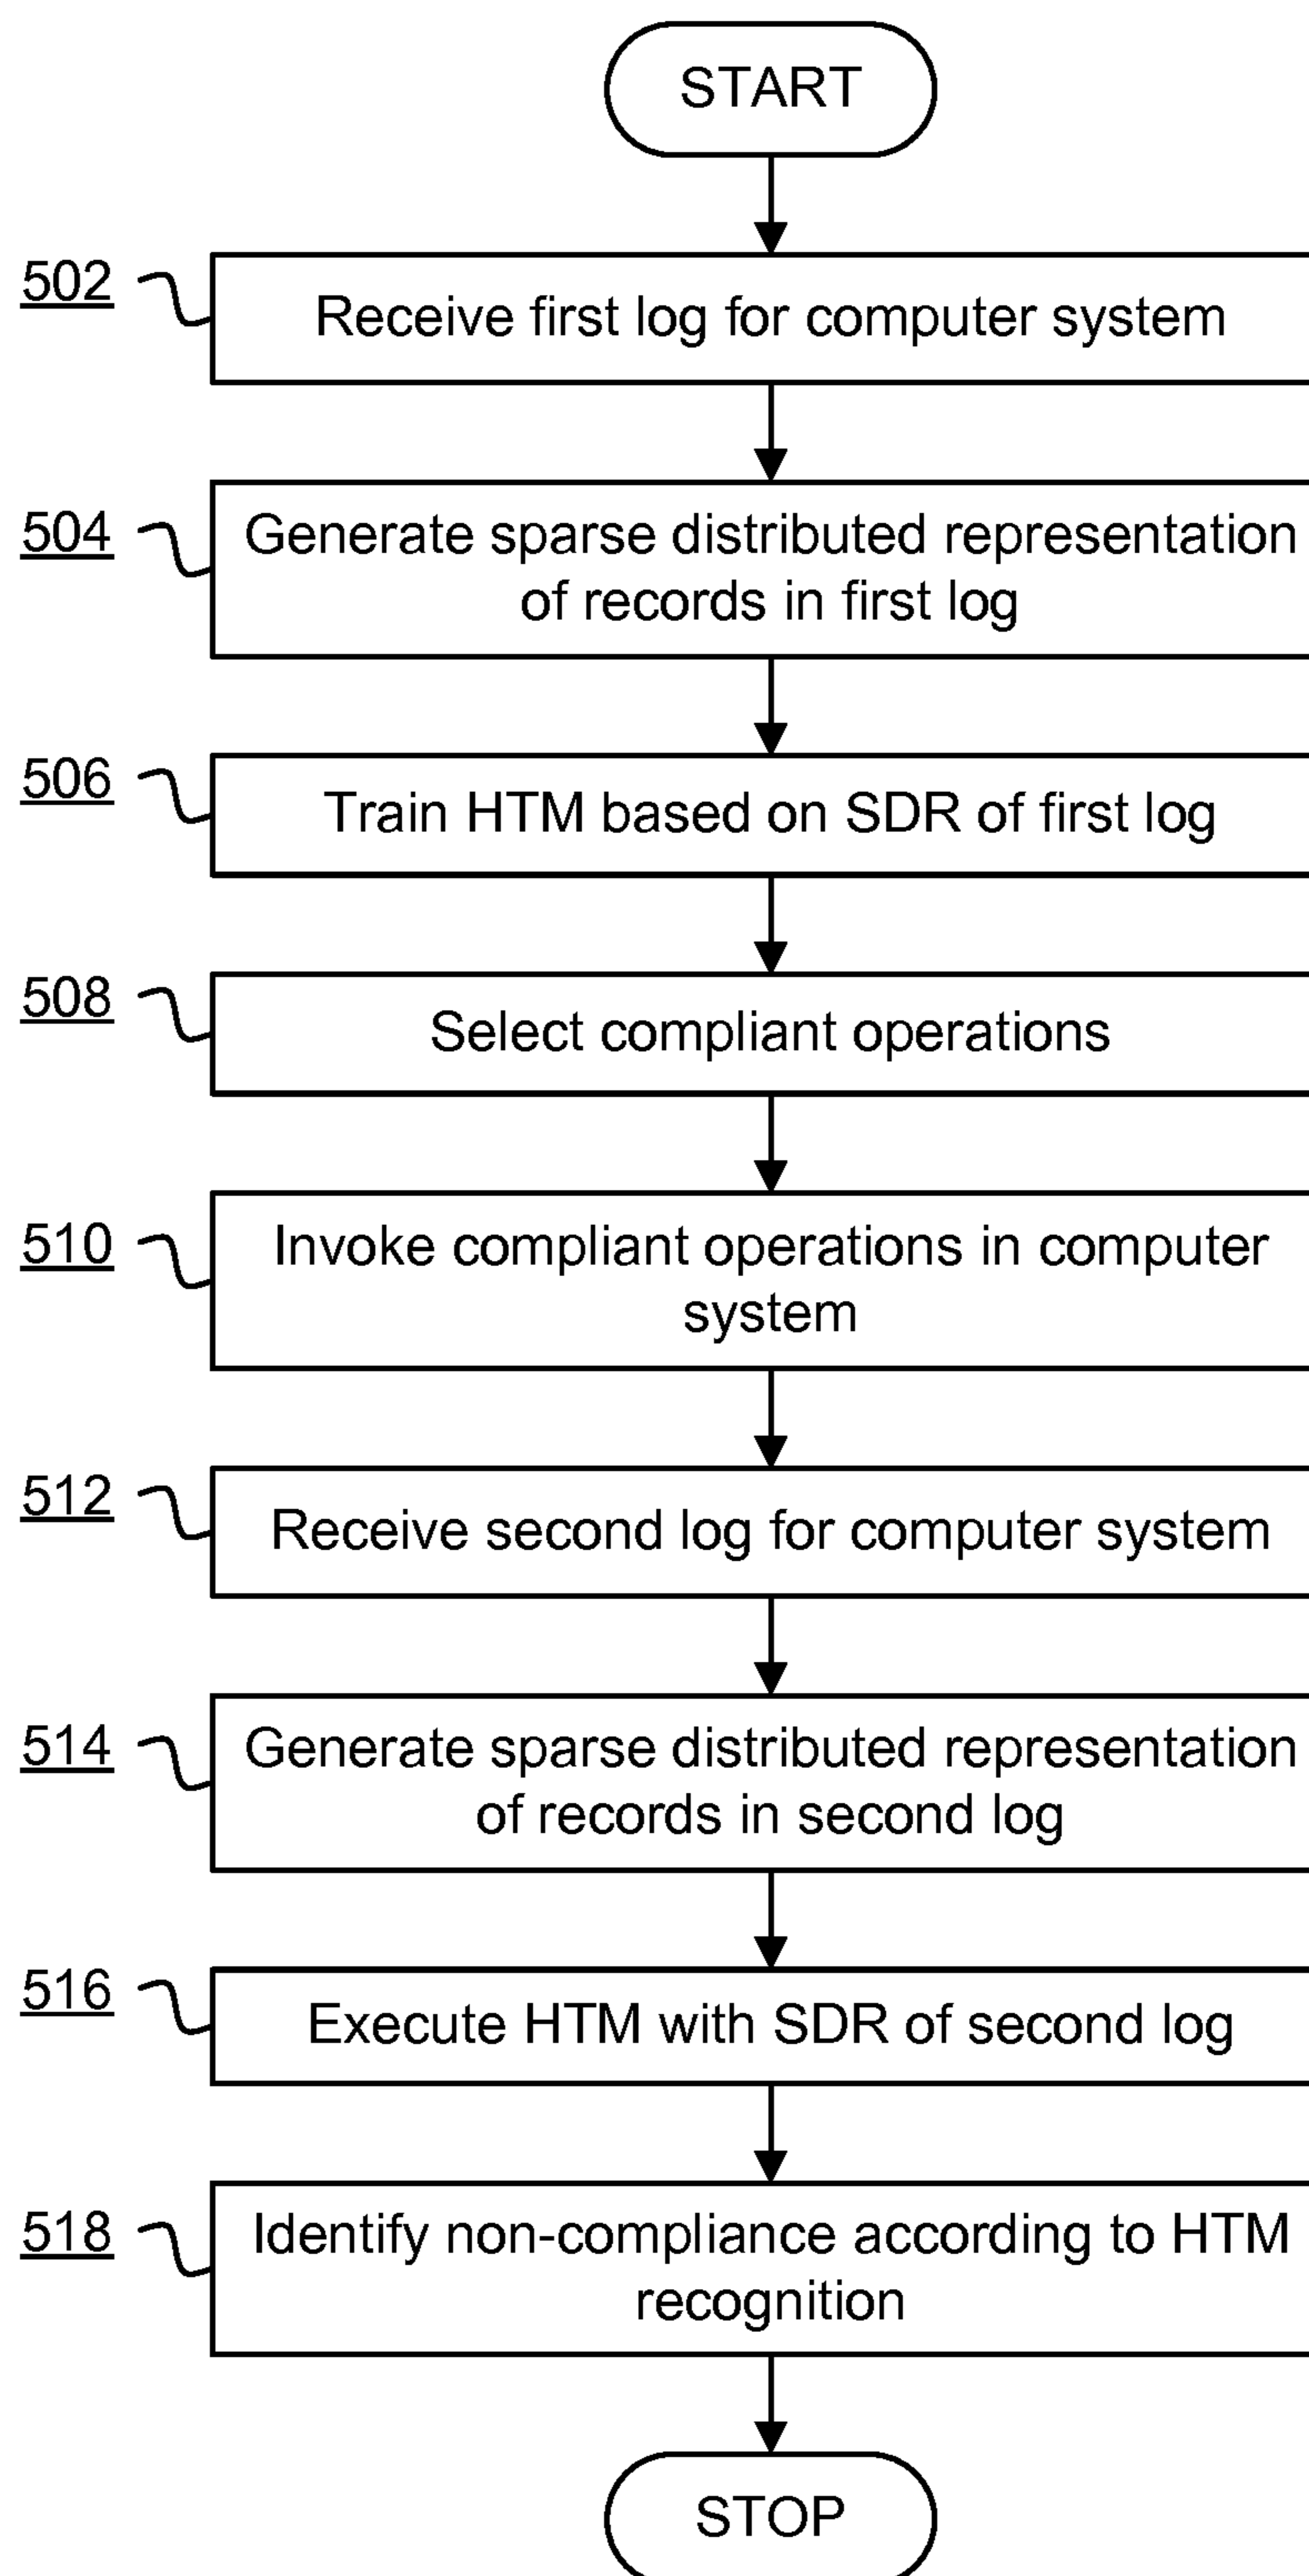 START
502
Receive first log for computer system
504
Generate sparse distributed representation
of records in first log
506
Train HTM based on SDR of first log
508
Select compliant operations
510
Invoke compliant operations in computer
system
512
Receive second log for computer system
514
Generate sparse distributed representation
of records in second log
516
Execute HTM with SDR of second log
518
Identify non-compliance according to HTM
recognition
STOP